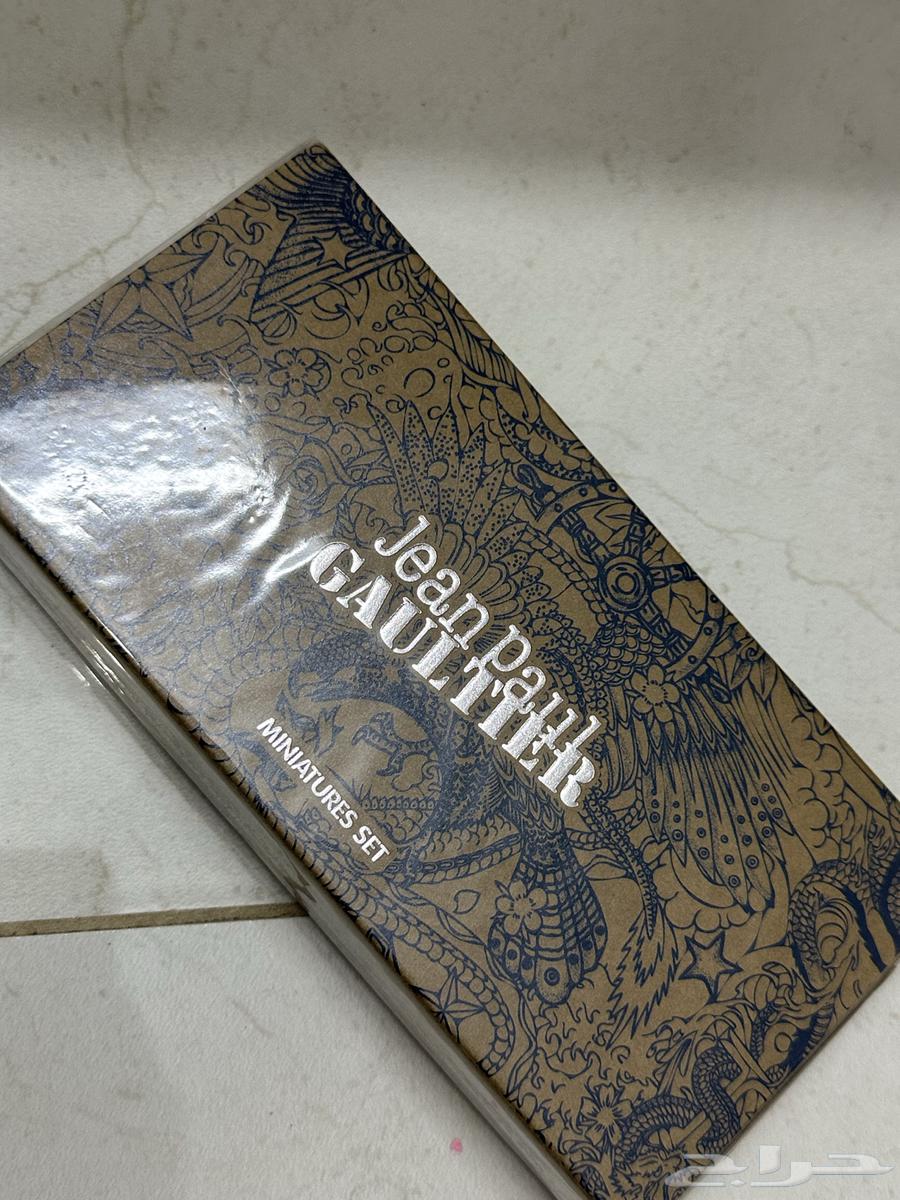 Jean Paul
GAULTIER
MINIATURES SET
حراج